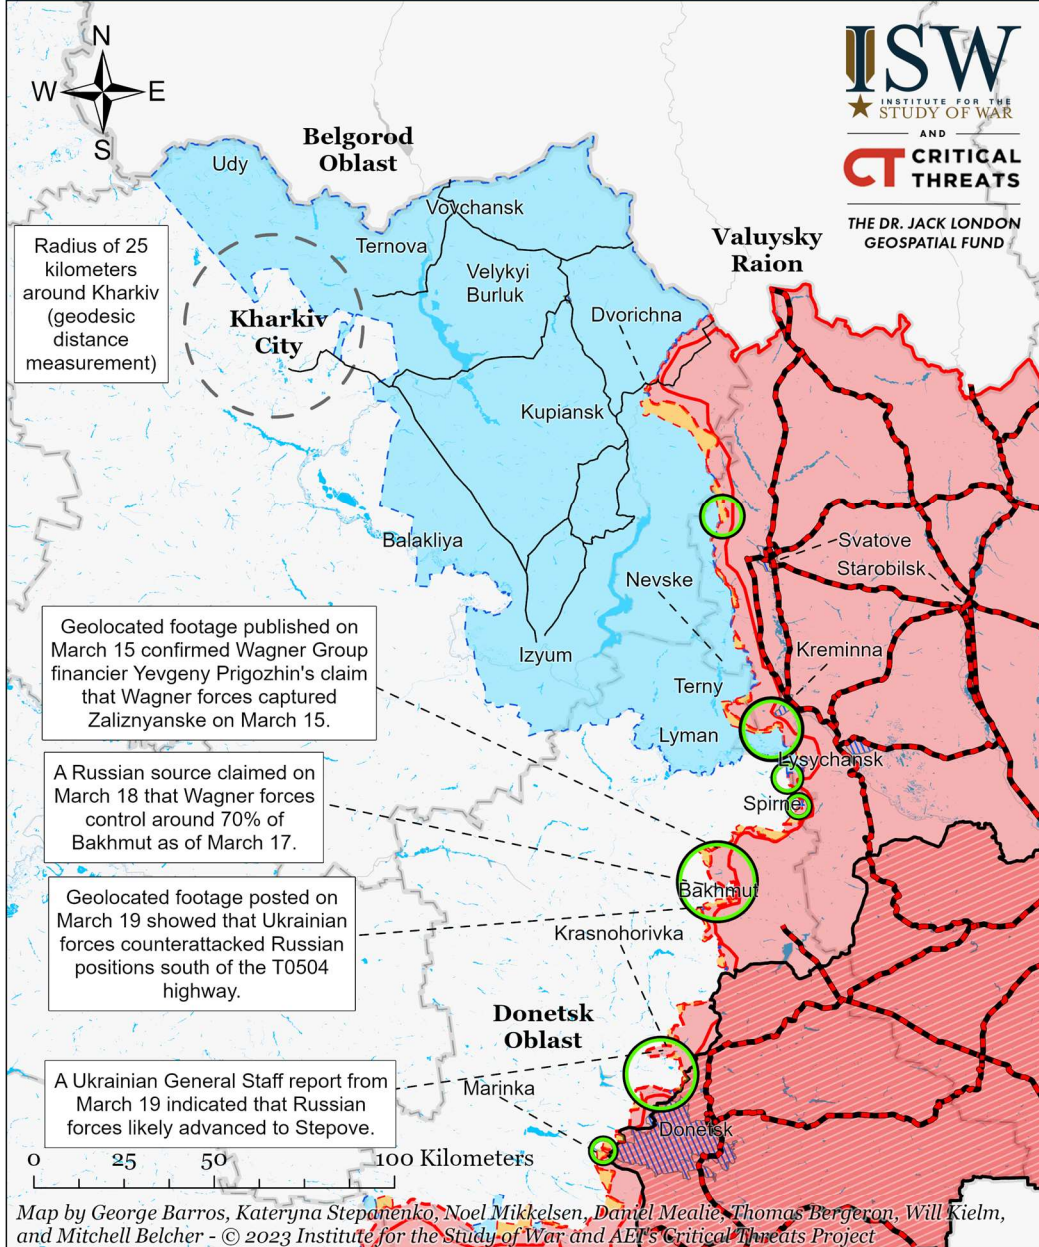 N
W
E
S
ISW
INSTITUTE FOR THE
STUDY OF WAR
AND
CT CRITICAL
THREATS
THE DR. JACK LONDON
GEOSPATIAL FUND
Belgorod
Oblast
Udy
Vovchansk
Ternova
Velykyi
Burluk
Valuysky
Raion
Radius of 25
kilometers
around Kharkiv
(geodesic
distance
measurement)
Kharkiv
City
Dvorichna
Kupiansk
Balakliya
Svatove
Starobilsk
Nevske
Izyum
Kreminna
Terny
Lyman
Lysychansk
Spirne
Geolocated footage published on
March 15 confirmed Wagner Group
financier Yevgeny Prigozhin's claim
that Wagner forces captured
Zaliznyanske on March 15.
A Russian source claimed on
March 18 that Wagner forces
control around 70% of
Bakhmut as of March 17.
Bakhmut
Geolocated footage posted on
March 19 showed that Ukrainian
forces counterattacked Russian
positions south of the T0504
highway.
Krasnohorivka
Donetsk
Oblast
A Ukrainian General Staff report from
March 19 indicated that Russian
forces likely advanced to Stepove.
Marinka
Donetsk
0 25 50 100 Kilometers
Map by George Barros, Kateryna Stepanenko, Noel Mikkelsen, Daniel Mealie, Thomas Bergeron, Will Kielm,
and Mitchell Belcher - © 2023 Institute for the Study of War and AEI's Critical Threats Project